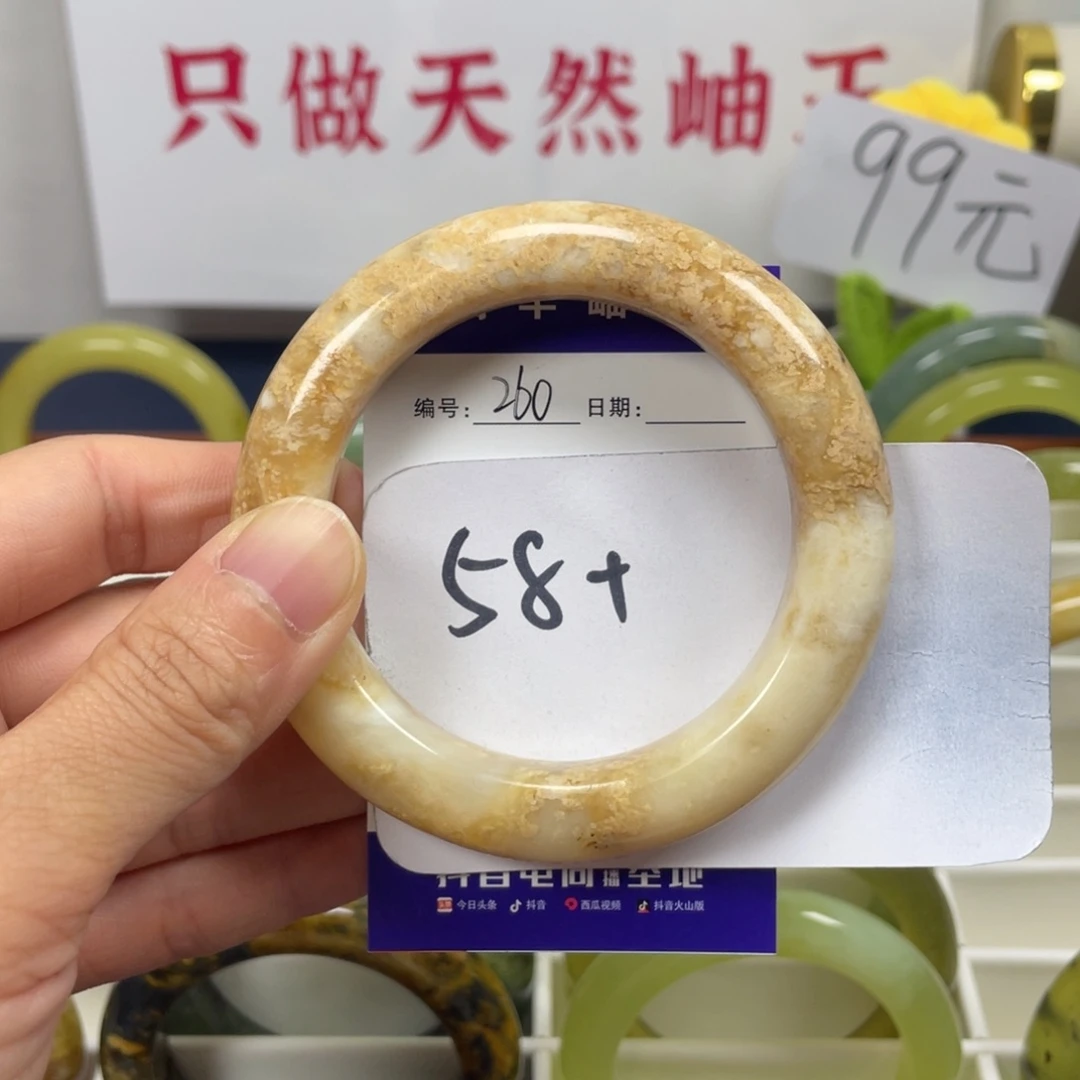 只做天然岫玉
99元
编号: 260 日期:
58+
今日头条 抖音 西瓜视频 抖音火山版